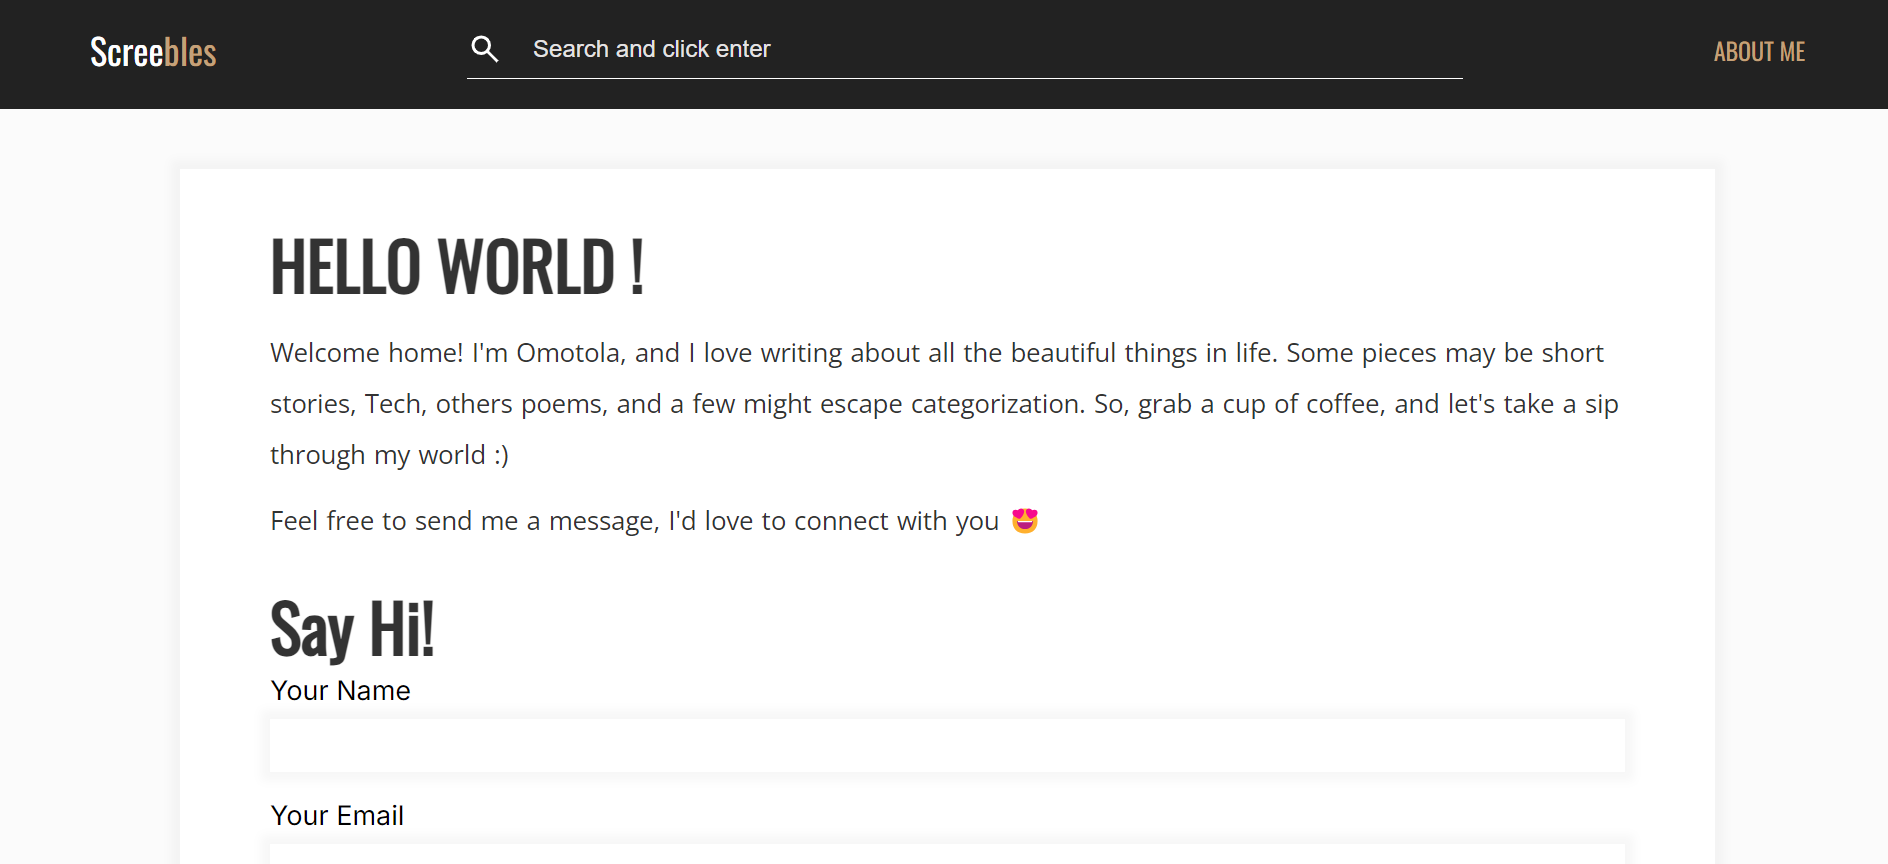 Screebles
Search and click enter
ABOUT ME
HELLO WORLD !
Welcome home! I'm Omotola, and I love writing about all the beautiful things in life. Some pieces may be short
stories, Tech, others poems, and a few might escape categorization. So, grab a cup of coffee, and let's take a sip
through my world :)
Feel free to send me a message, I'd love to connect with you 😍
Say Hi!
Your Name
Your Email